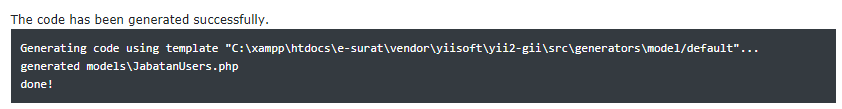 The code has been generated successfully.
Generating code using template "C:\xampp\htdocs\e-surat\vendor\yiisoft\yii2-gii\src\generators\model/default"...
generated models\JabatanUsers.php
done!